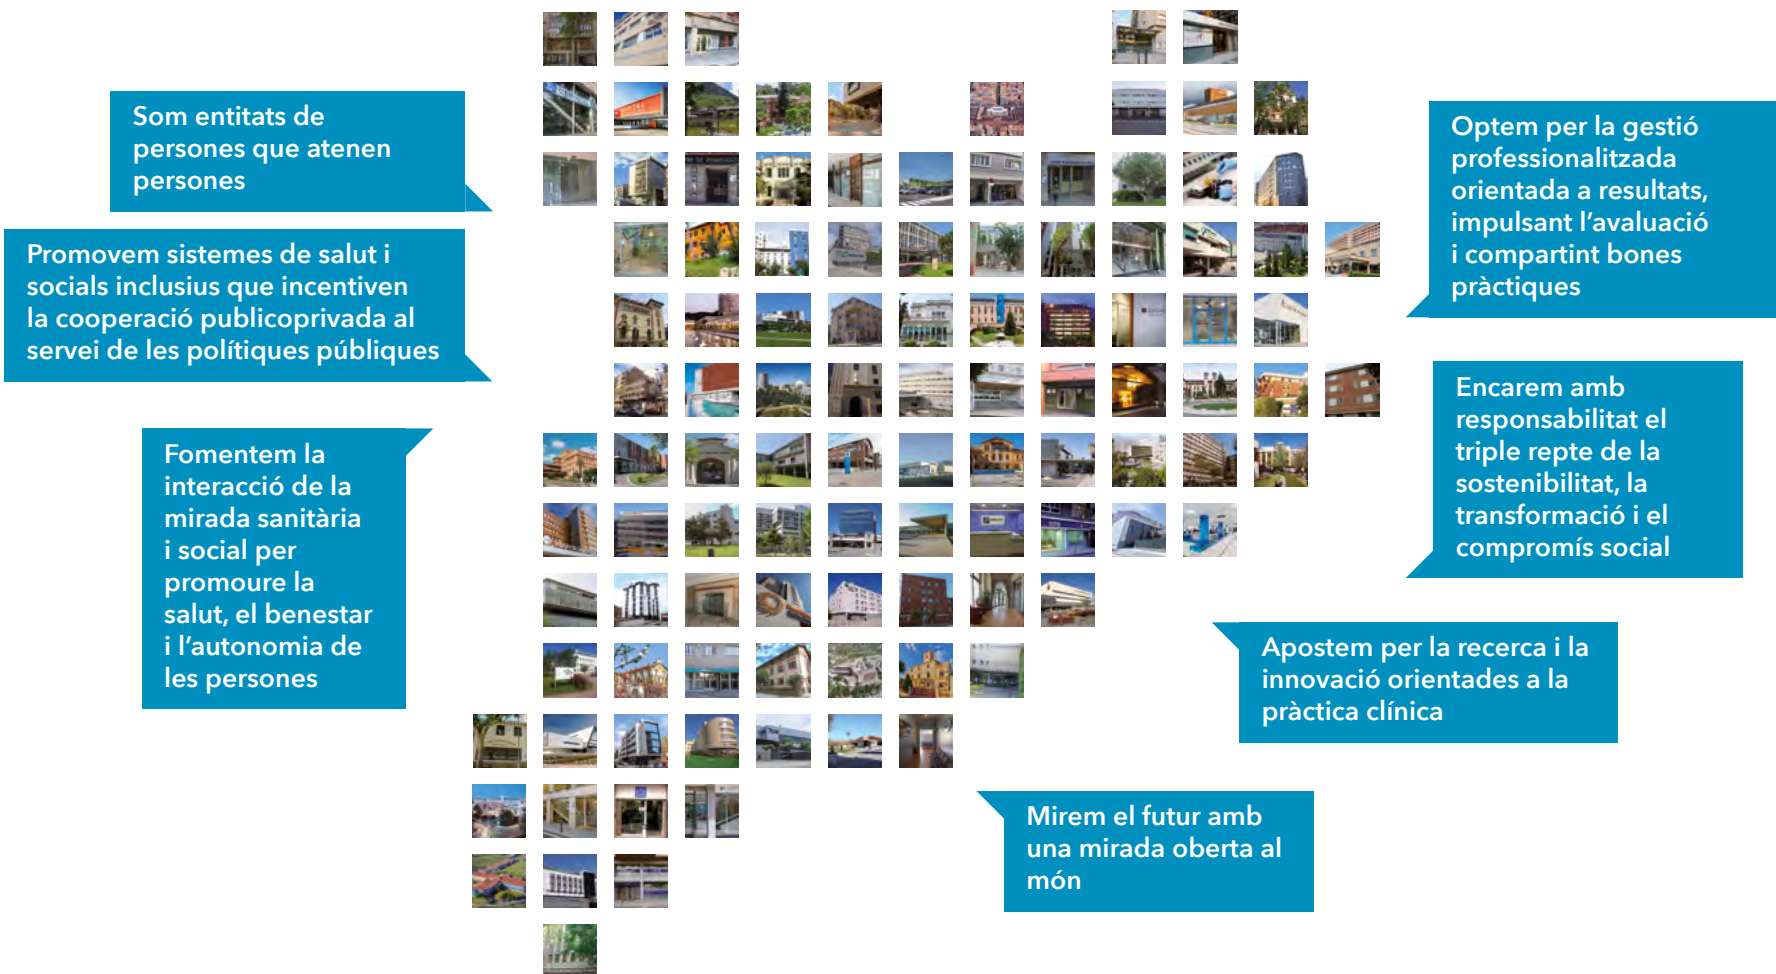 Som entitats de
persones que atenen
persones
Promovem sistemes de salut i
socials inclusius que incentiven
la cooperació publicoprivada al
servei de les polítiques públiques
Fomentem la
interacció de la
mirada sanitària
i social per
promoure la
salut, el benestar
i l’autonomia de
les persones
Optem per la gestió
professionalitzada
orientada a resultats,
impulsant l’avaluació
i compartint bones
pràctiques
Encarem amb
responsabilitat el
triple repte de la
sostenibilitat, la
transformació i el
compromís social
Apostem per la recerca i la
innovació orientades a la
pràctica clínica
Mirem el futur amb
una mirada oberta al
món